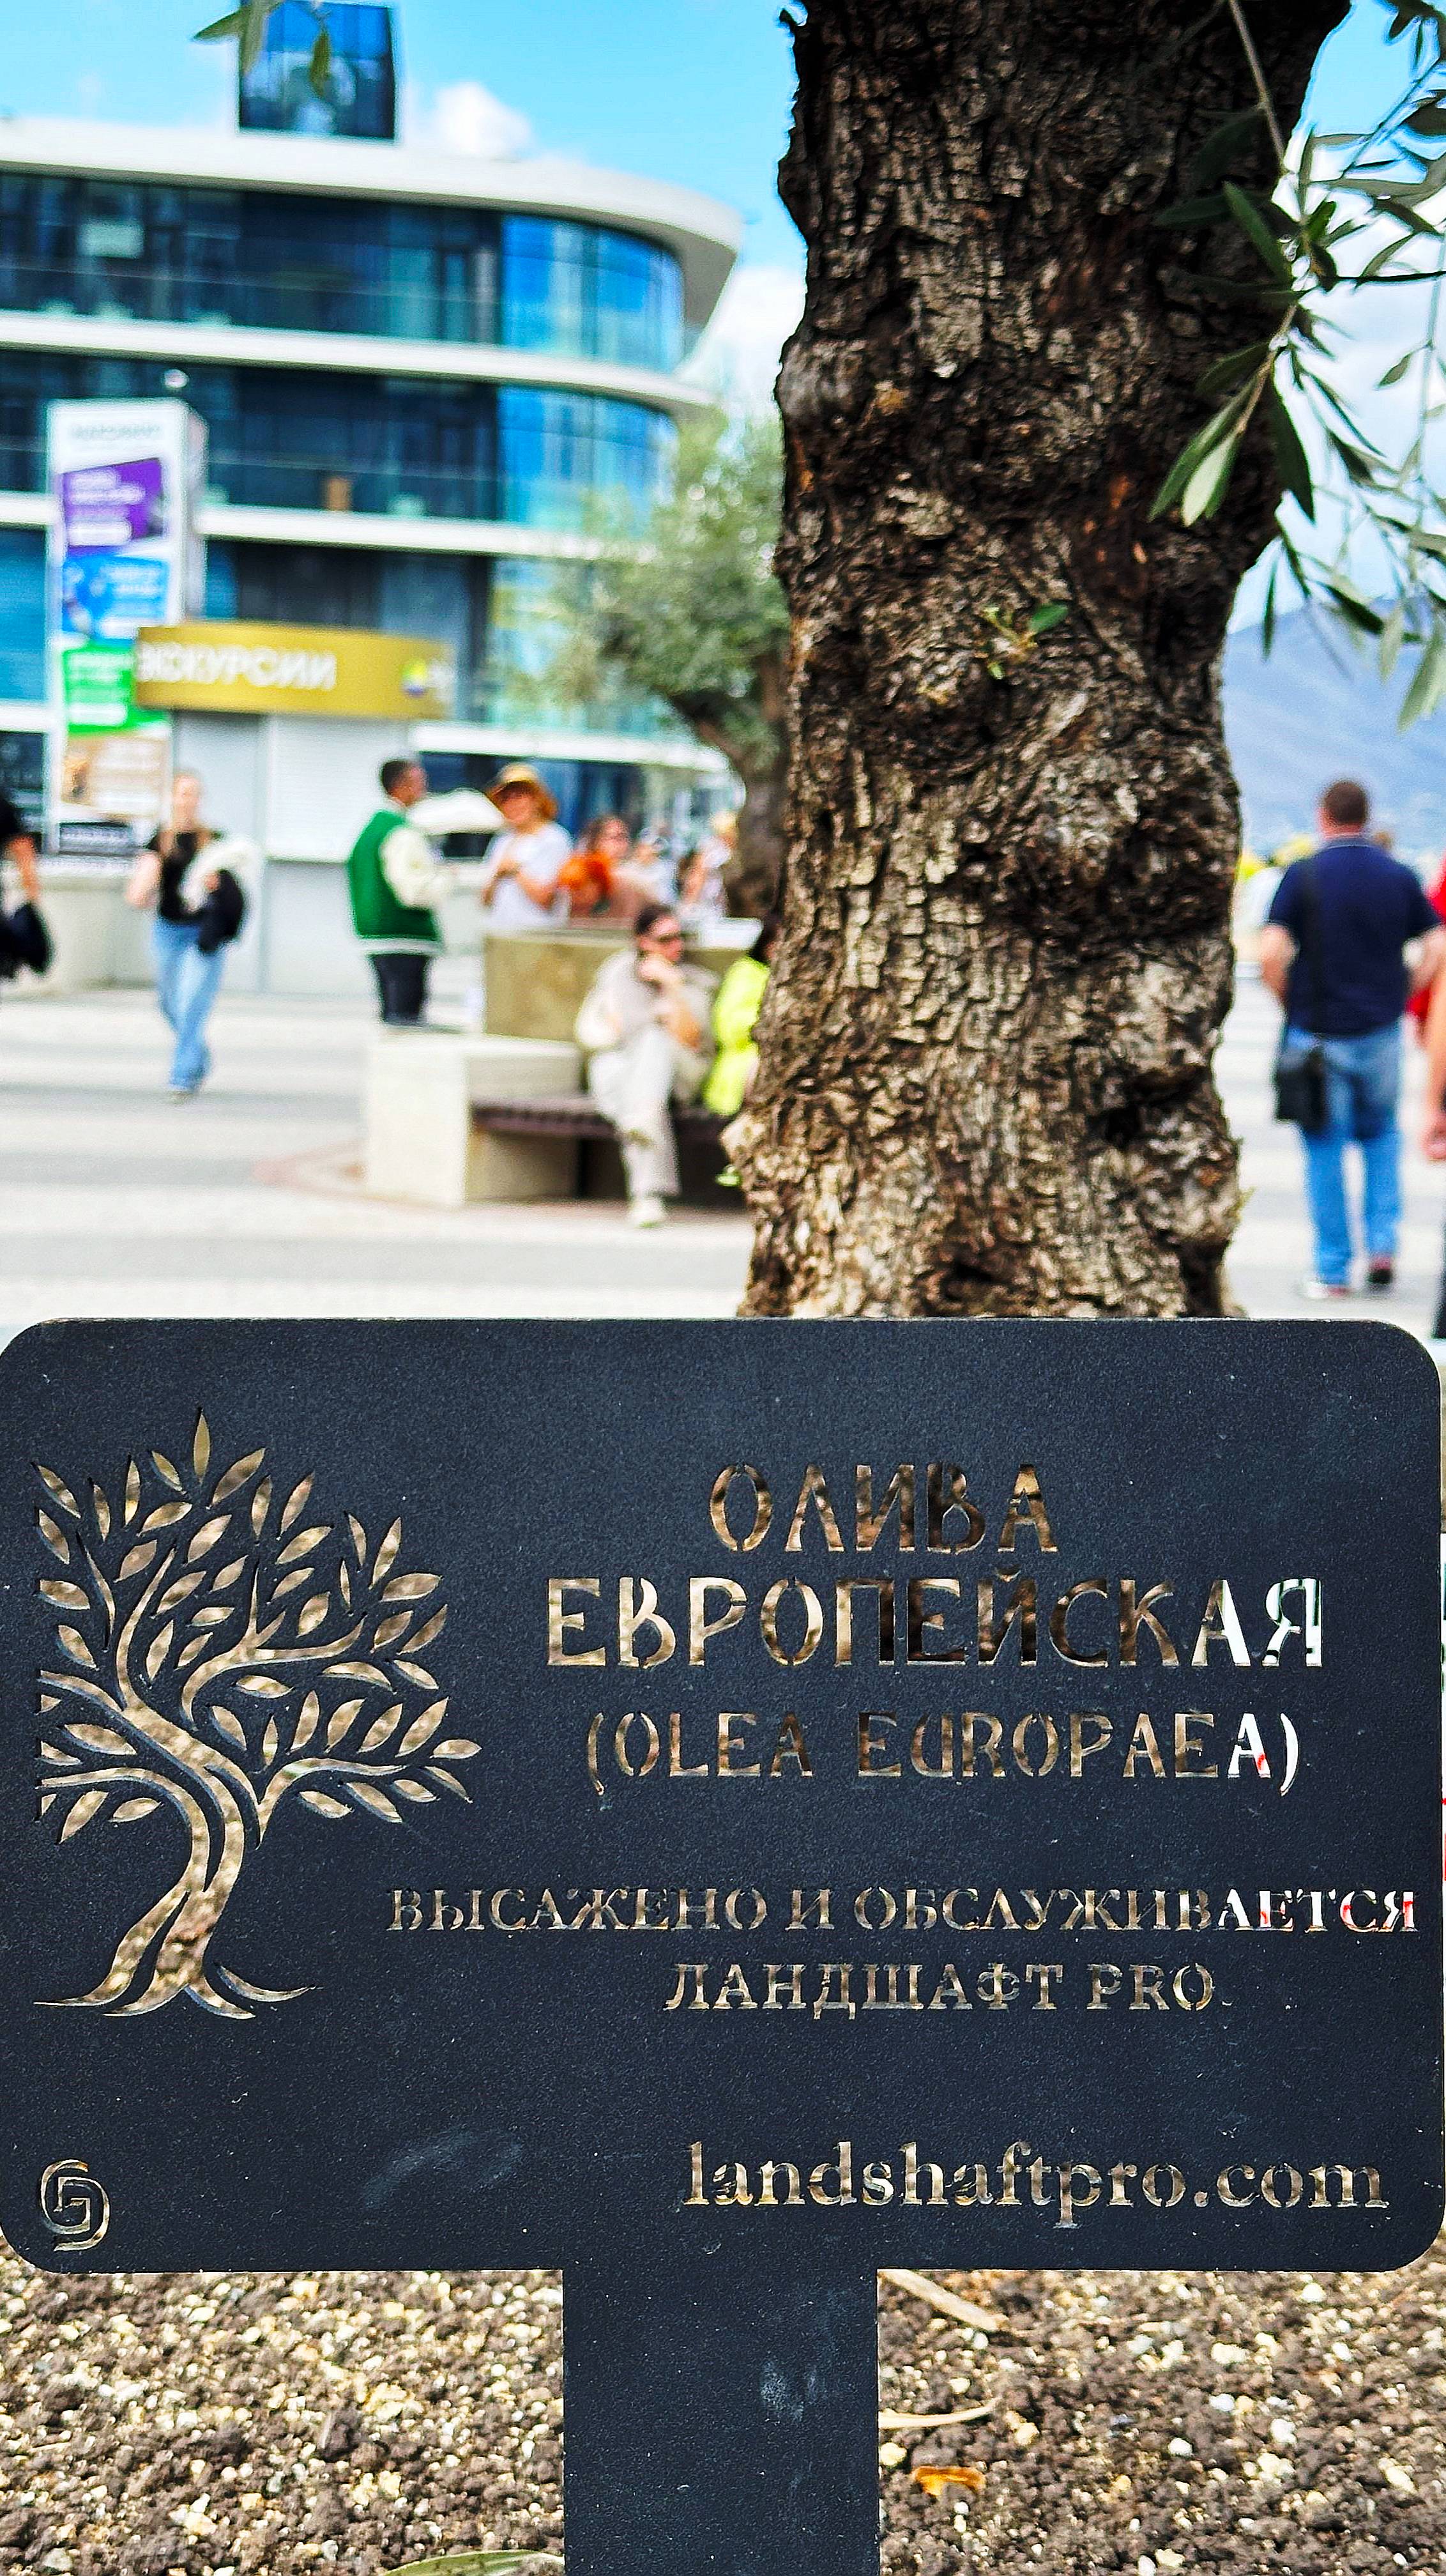 ЭКСКУРСИИ
ОЛИВА
ЕВРОПЕЙСКАЯ
(OLEA EUROPAEA)
ВЫСАЖЕНО И ОБСЛУЖИВАЕТСЯ
ЛАНДШАФТ PRO
landshaftpro.com